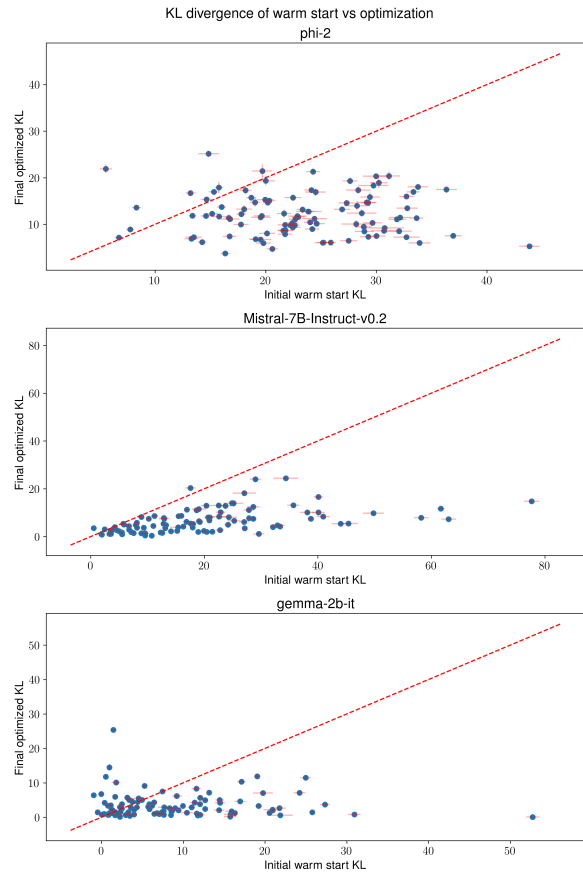 KL divergence of warm start vs optimization
phi-2
Final optimized KL
40
30
20
10
10 20 30 40
Initial warm start KL
Mistral-7B-Instruct-v0.2
Final optimized KL
80
60
40
20
0
0 20 40 60 80
Initial warm start KL
gemma-2b-it
Final optimized KL
50
40
30
20
10
0
0 10 20 30 40 50
Initial warm start KL